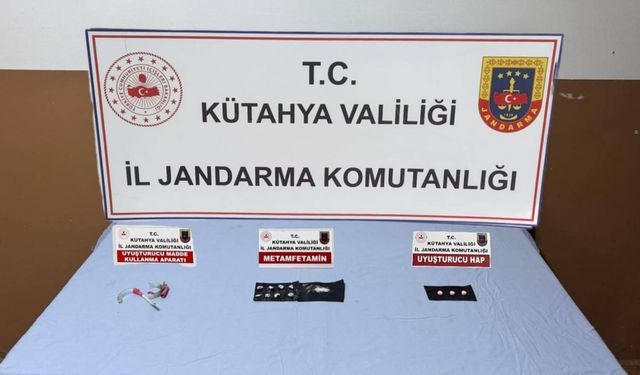 T.C.
KÜTAHYA VALİLİĞİ
İL JANDARMA KOMUTANLIĞI
JANDARMA
T.C.
KÜTAHYA VALİLİĞİ
İL JANDARMA KOMUTANLIĞI
UYUŞTURUCU MADDE
KULLANMA APARATI
T.C.
KÜTAHYA VALİLİĞİ
İL JANDARMA KOMUTANLIĞI
METAMFETAMİN
T.C.
KÜTAHYA VALİLİĞİ
İL JANDARMA KOMUTANLIĞI
UYUŞTURUCU HAP